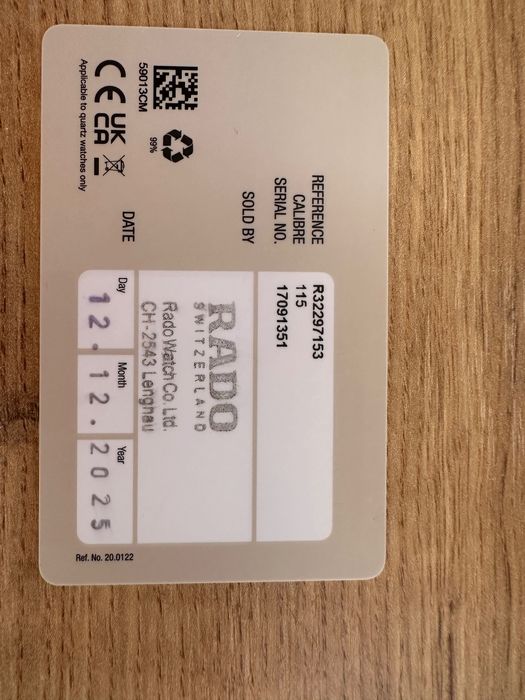 REFERENCE R32297153
CALIBRE 115
SERIAL NO. 17091351
SOLD BY
RADO
SWITZERLAND
Rado Watch Co. Ltd.
CH-2543 Lengnau
DATE
Day Month Year
12. 12. 2025
59013CM
99%
CE UK CA
Applicable to quartz watches only
Ref. No. 20.0122